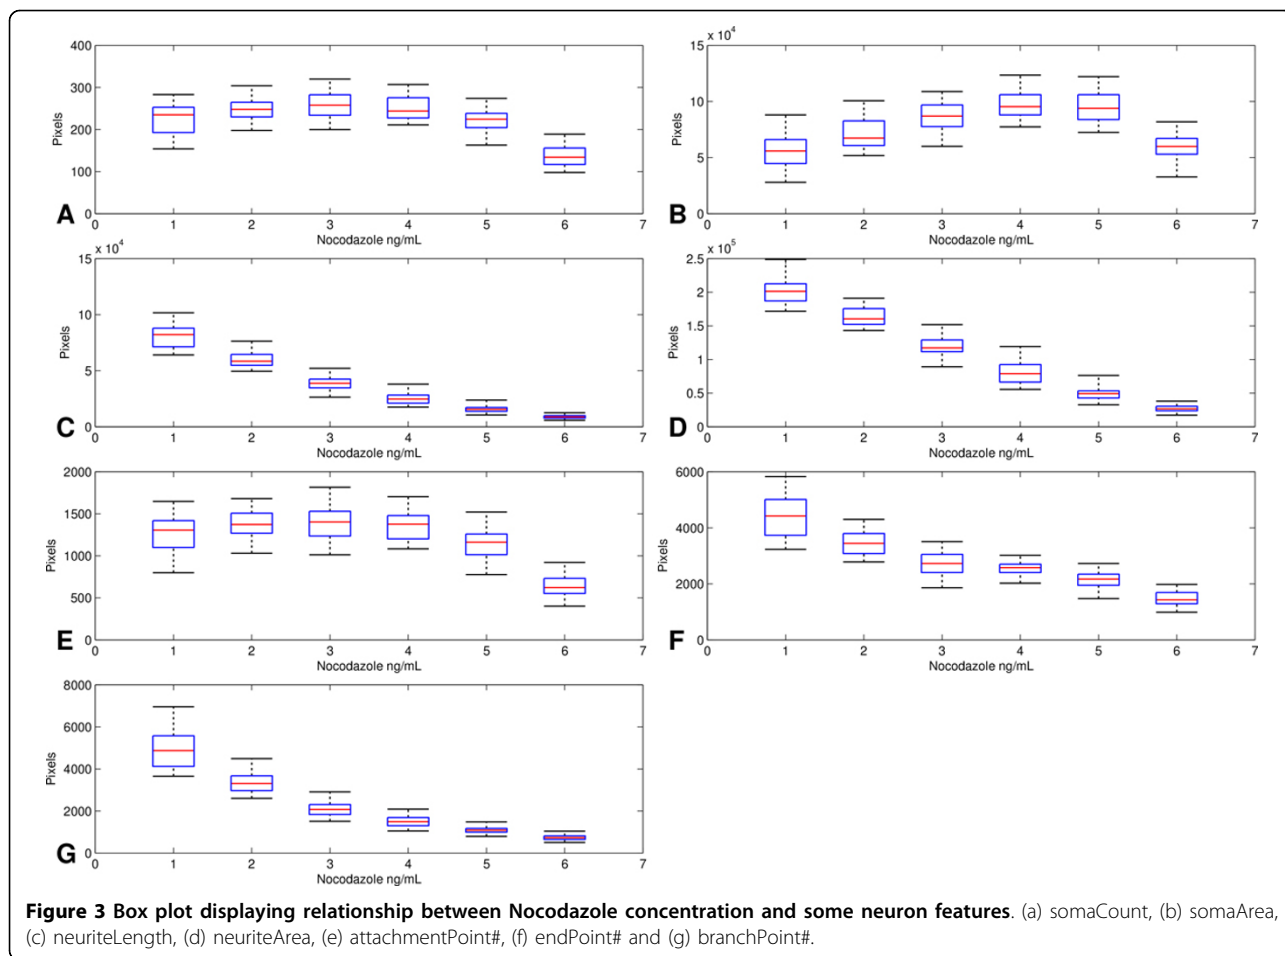 400
300
200
100
0
Pixels
A
0 1 2 3 4 5 6 7
Nocodazole ng/mL
x 10^4
15
10
5
0
Pixels
B
0 1 2 3 4 5 6 7
Nocodazole ng/mL
x 10^4
15
10
5
0
Pixels
C
0 1 2 3 4 5 6 7
Nocodazole ng/mL
x 10^5
2.5
2
1.5
1
0.5
0
Pixels
D
0 1 2 3 4 5 6 7
Nocodazole ng/mL
2000
1500
1000
500
0
Pixels
E
0 1 2 3 4 5 6 7
Nocodazole ng/mL
6000
4000
2000
0
Pixels
F
0 1 2 3 4 5 6 7
Nocodazole ng/mL
8000
6000
4000
2000
0
Pixels
G
0 1 2 3 4 5 6 7
Nocodazole ng/mL
Figure 3 Box plot displaying relationship between Nocodazole concentration and some neuron features. (a) somaCount, (b) somaArea,
(c) neuriteLength, (d) neuriteArea, (e) attachmentPoint#, (f) endPoint# and (g) branchPoint#.